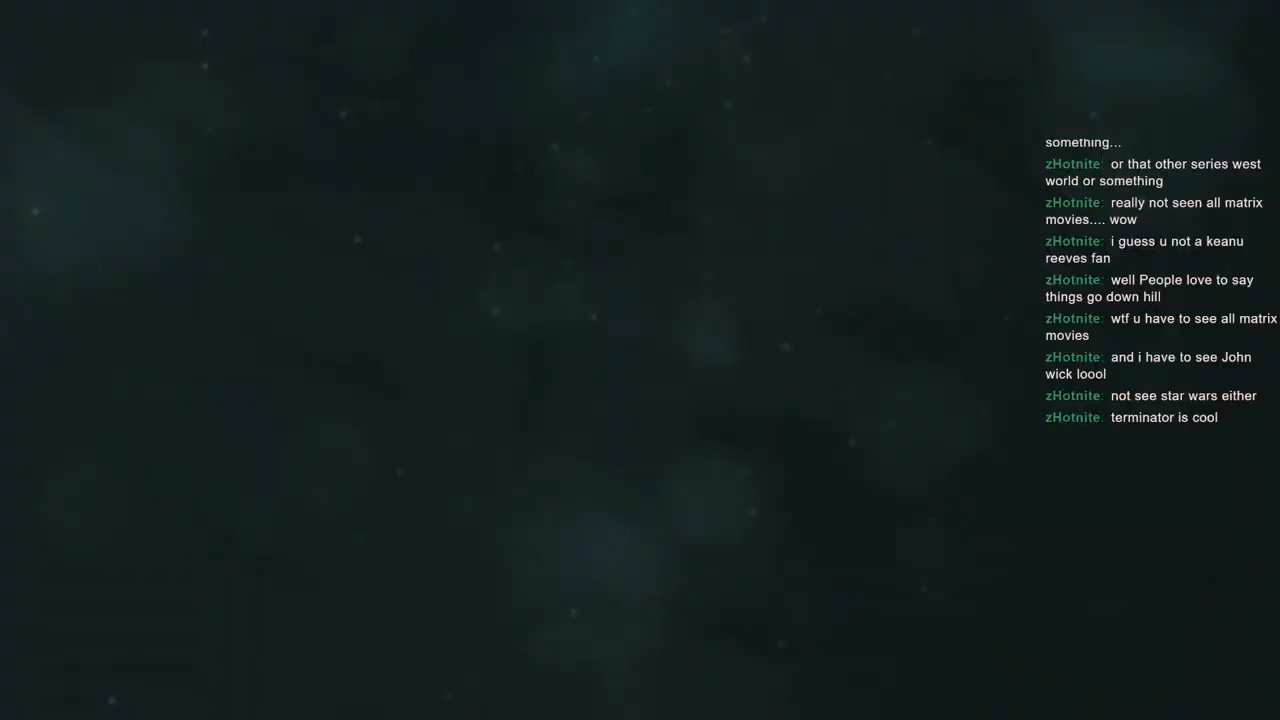 something...
zHotnite: or that other series west
world or something
zHotnite: really not seen all matrix
movies.... wow
zHotnite: i guess u not a keanu
reeves fan
zHotnite: well People love to say
things go down hill
zHotnite: wtf u have to see all matrix
movies
zHotnite: and i have to see John
wick loool
zHotnite: not see star wars either
zHotnite: terminator is cool